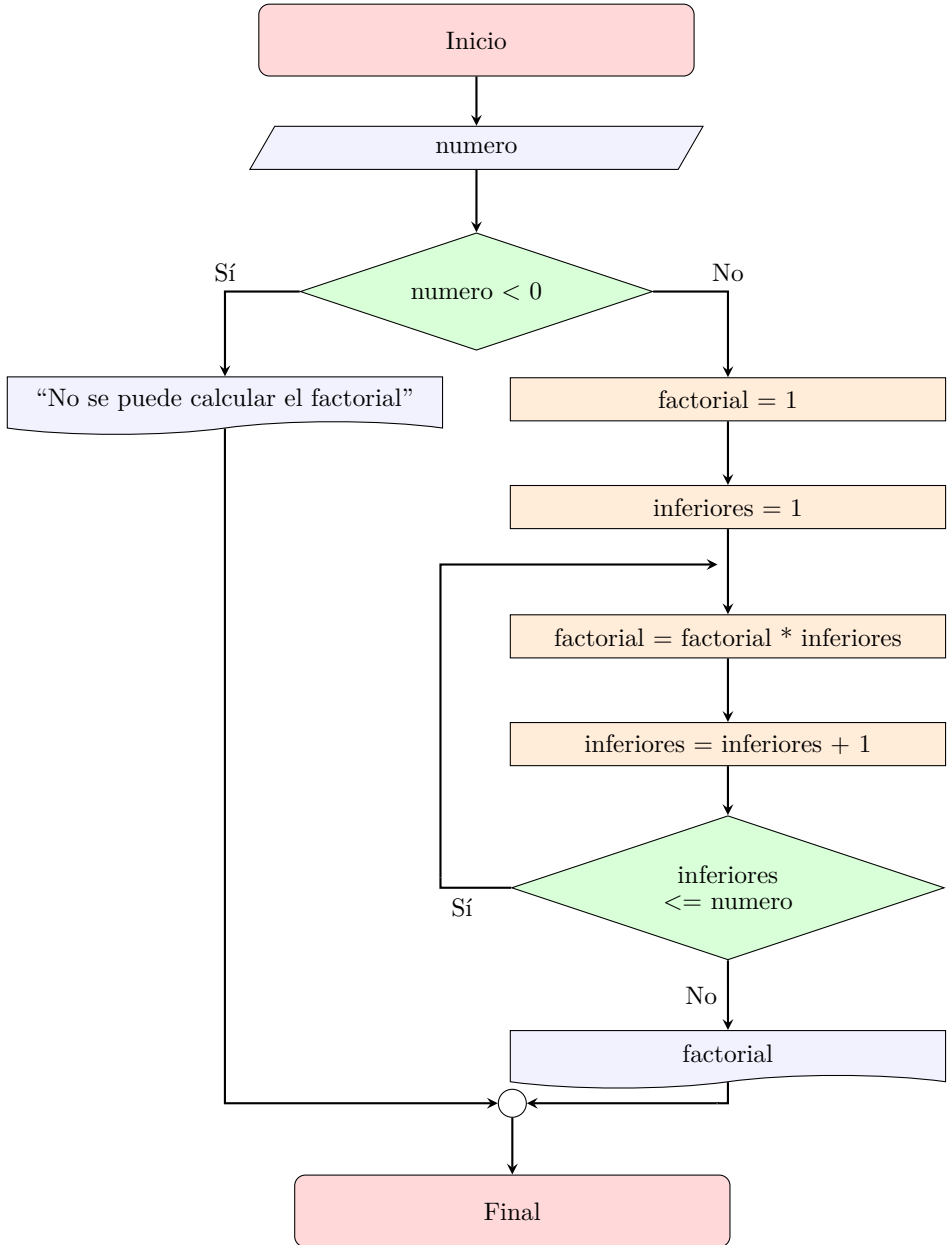 Inicio
numero
numero < 0
Sí
No
“No se puede calcular el factorial”
factorial = 1
inferiores = 1
factorial = factorial * inferiores
inferiores = inferiores + 1
inferiores
<= numero
Sí
No
factorial
Final